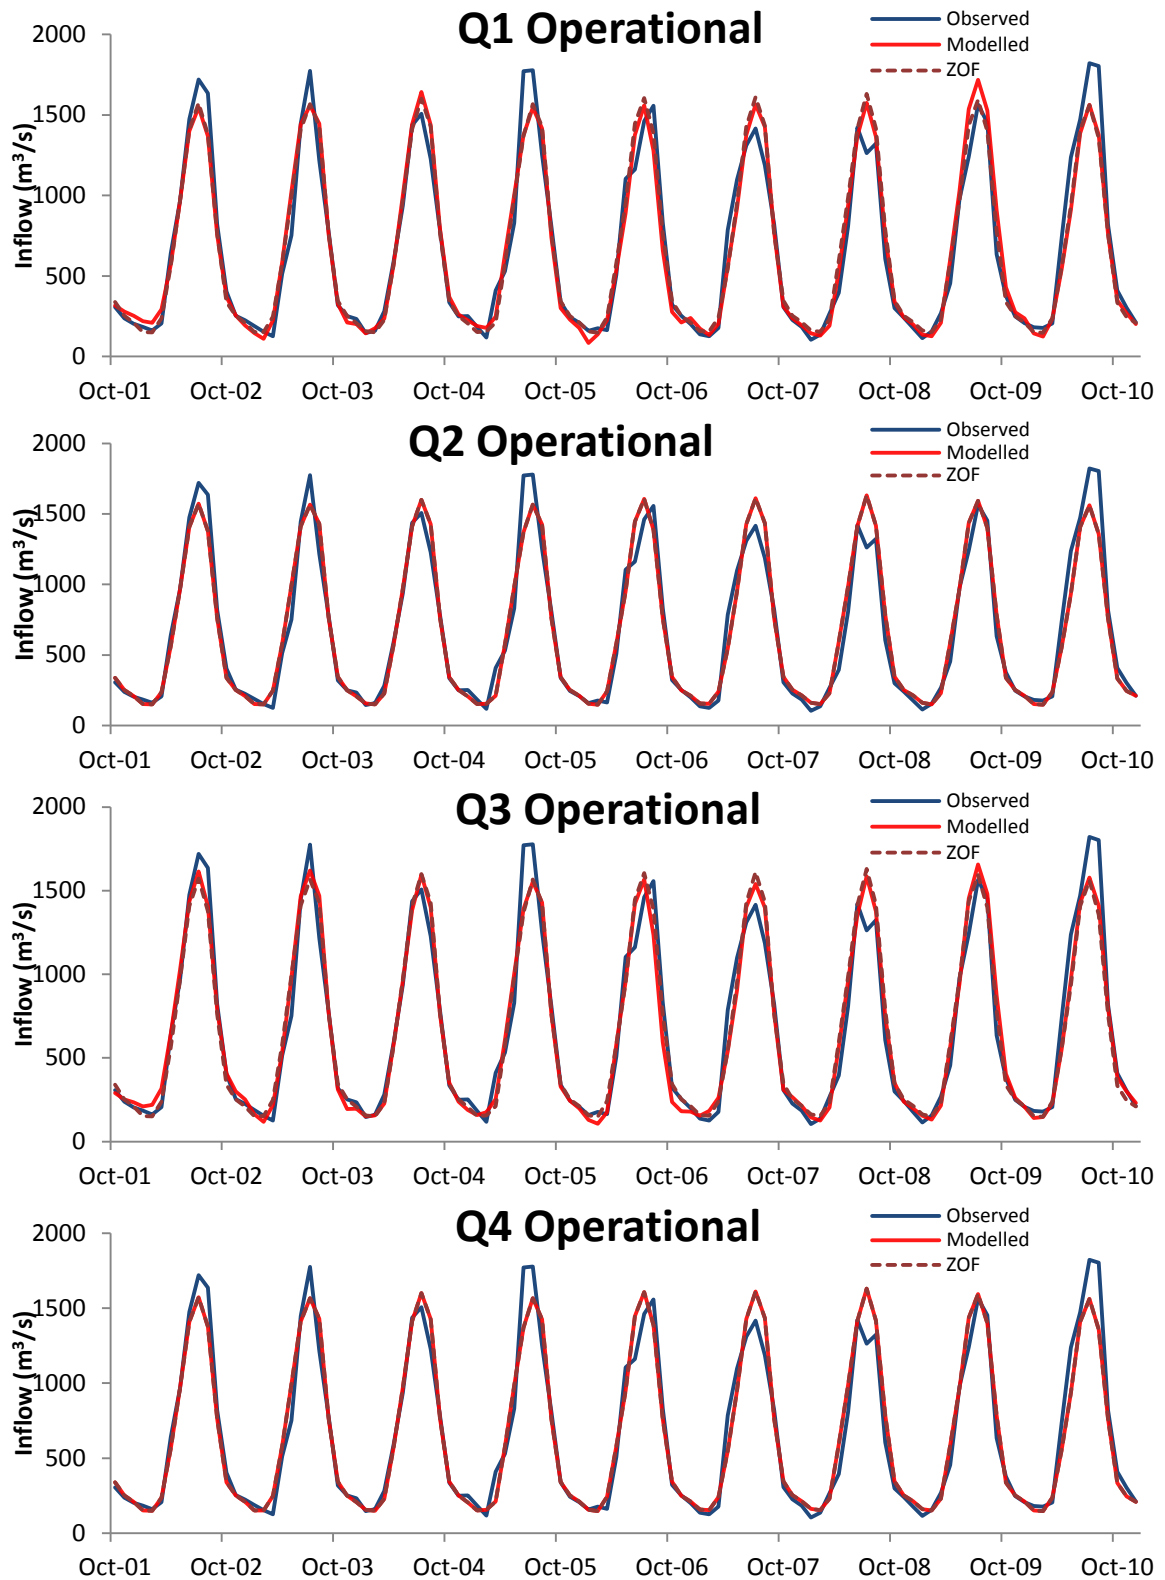 Q1 Operational
Observed
Modelled
ZOF
Inflow (m³/s)
2000
1500
1000
500
0
Oct-01 Oct-02 Oct-03 Oct-04 Oct-05 Oct-06 Oct-07 Oct-08 Oct-09 Oct-10
Q2 Operational
Observed
Modelled
ZOF
Inflow (m³/s)
2000
1500
1000
500
0
Oct-01 Oct-02 Oct-03 Oct-04 Oct-05 Oct-06 Oct-07 Oct-08 Oct-09 Oct-10
Q3 Operational
Observed
Modelled
ZOF
Inflow (m³/s)
2000
1500
1000
500
0
Oct-01 Oct-02 Oct-03 Oct-04 Oct-05 Oct-06 Oct-07 Oct-08 Oct-09 Oct-10
Q4 Operational
Observed
Modelled
ZOF
Inflow (m³/s)
2000
1500
1000
500
0
Oct-01 Oct-02 Oct-03 Oct-04 Oct-05 Oct-06 Oct-07 Oct-08 Oct-09 Oct-10